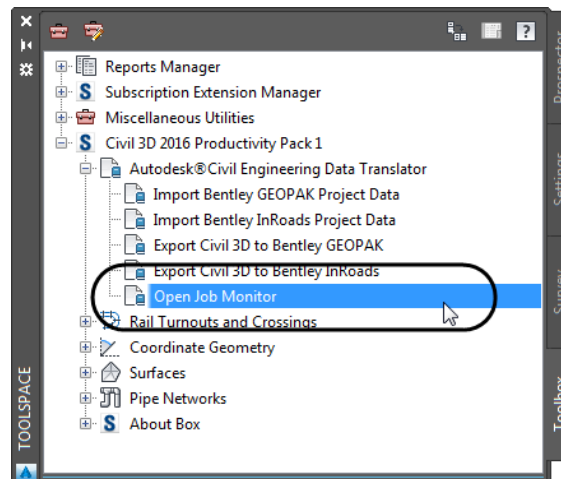 Reports Manager
S Subscription Extension Manager
Miscellaneous Utilities
S Civil 3D 2016 Productivity Pack 1
Autodesk®Civil Engineering Data Translator
Import Bentley GEOPAK Project Data
Import Bentley InRoads Project Data
Export Civil 3D to Bentley GEOPAK
Export Civil 3D to Bentley InRoads
Open Job Monitor
Rail Turnouts and Crossings
Coordinate Geometry
Surfaces
Pipe Networks
S About Box
TOOLSPACE
Prospector
Settings
Survey
Toolbox